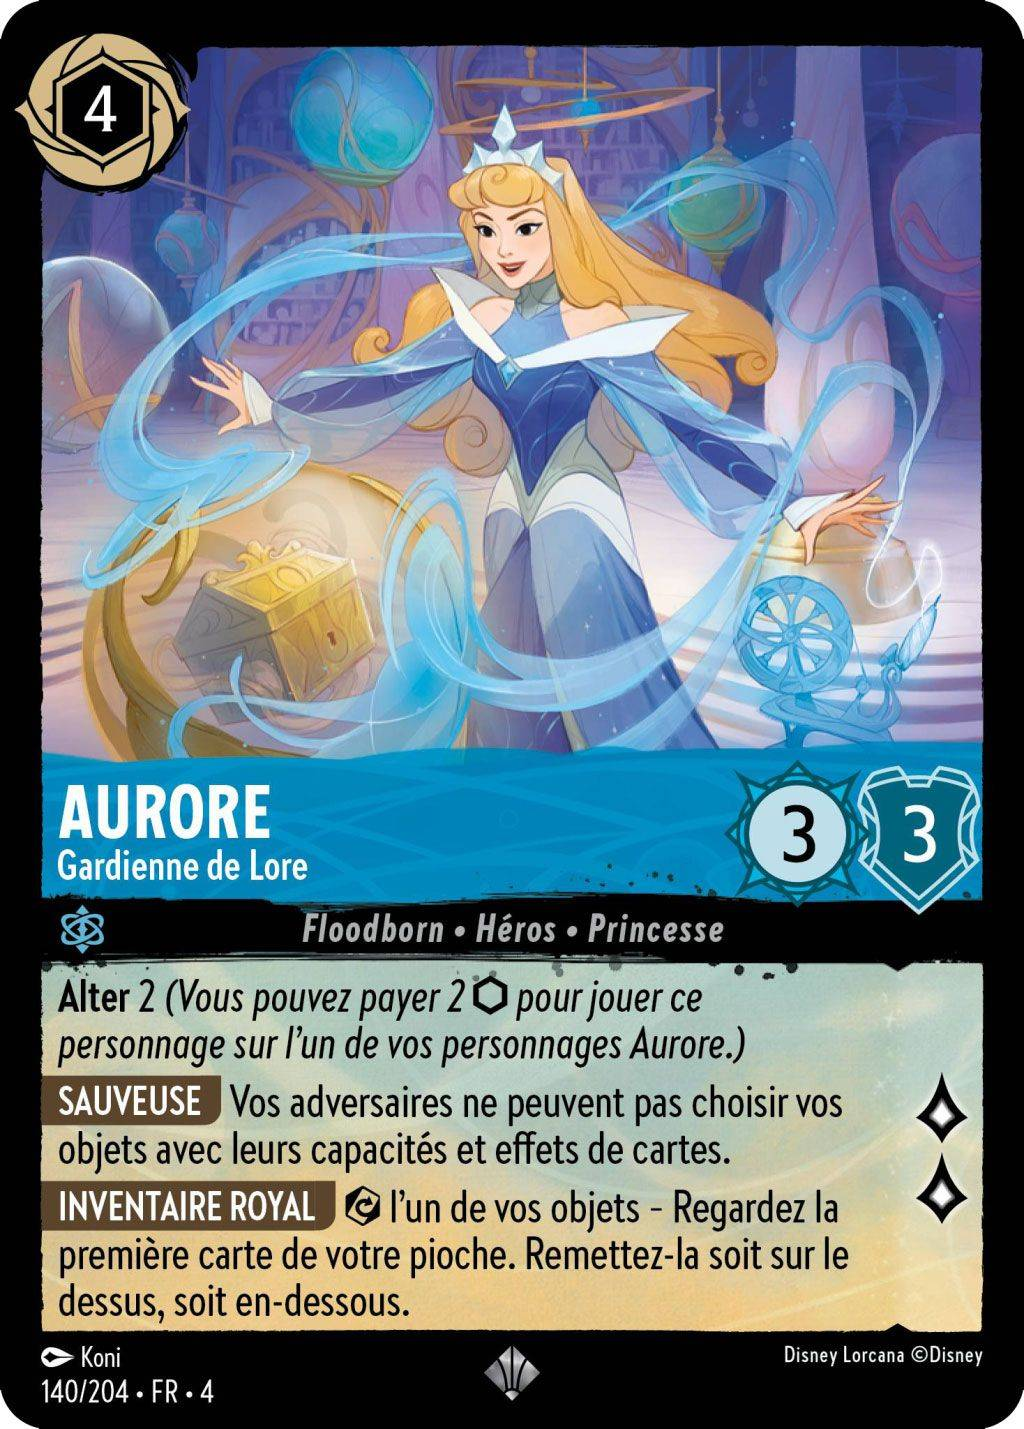 4
AURORE
Gardienne de Lore
3
3
Floodborn • Héros • Princesse
Alter 2 (Vous pouvez payer 2 pour jouer ce
personnage sur l'un de vos personnages Aurore.)
SAUVEUSE Vos adversaires ne peuvent pas choisir vos
objets avec leurs capacités et effets de cartes.
INVENTAIRE ROYAL l'un de vos objets - Regardez la
première carte de votre pioche. Remettez-la soit sur le
dessus, soit en-dessous.
Koni
Disney Lorcana ©Disney
140/204 • FR • 4